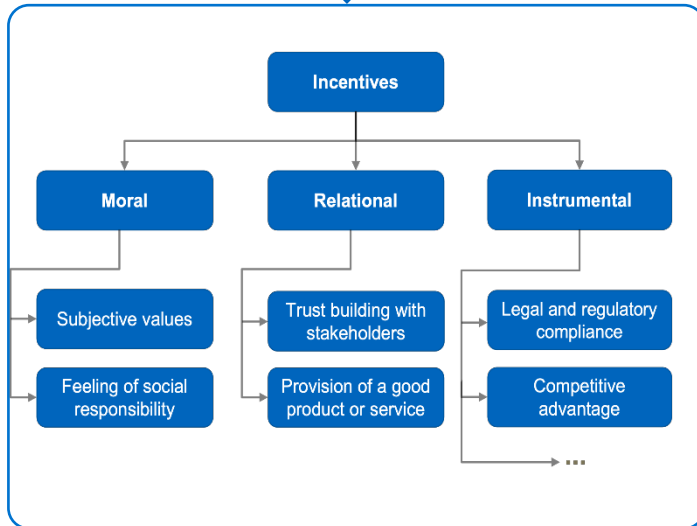 Incentives
Moral
Relational
Instrumental
Subjective values
Trust building with
stakeholders
Legal and regulatory
compliance
Feeling of social
responsibility
Provision of a good
product or service
Competitive
advantage
...